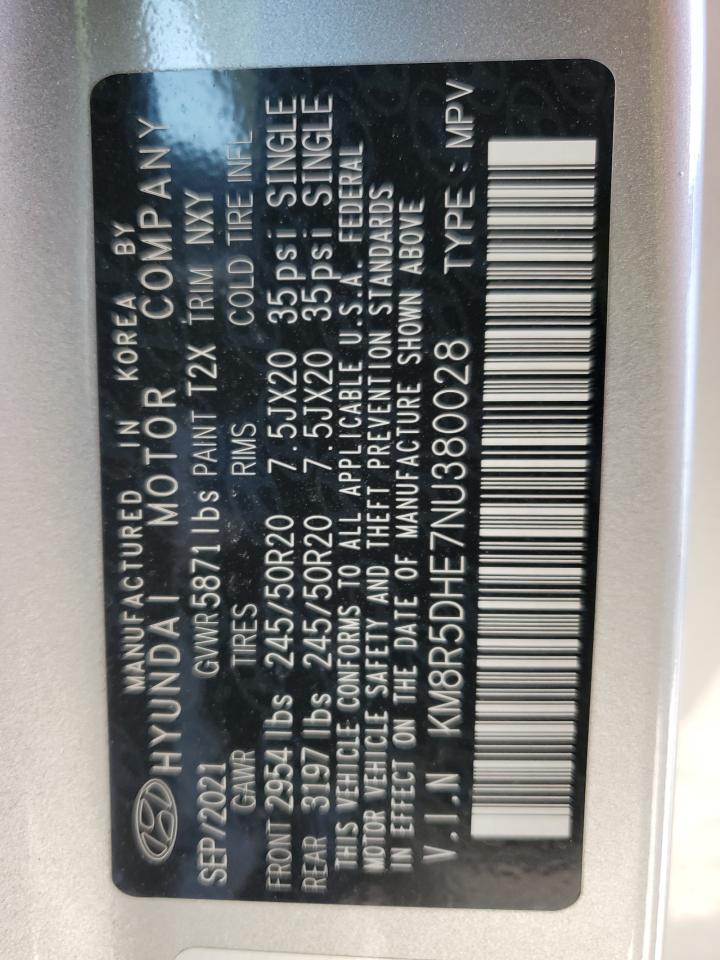 MANUFACTURED IN KOREA BY
HYUNDAI MOTOR COMPANY
SEP/2021 GVWR 5871 lbs PAINT T2X TRIM NXY
GAWR TIRES RIMS COLD TIRE INFL
FRONT 2954 lbs 245/50R20 7.5JX20 35psi SINGLE
REAR 3197 lbs 245/50R20 7.5JX20 35psi SINGLE
THIS VEHICLE CONFORMS TO ALL APPLICABLE U.S.A. FEDERAL
MOTOR VEHICLE SAFETY AND THEFT PREVENTION STANDARDS
IN EFFECT ON THE DATE OF MANUFACTURE SHOWN ABOVE
V.I.N KM8R5DHE7NU380028 TYPE : MPV